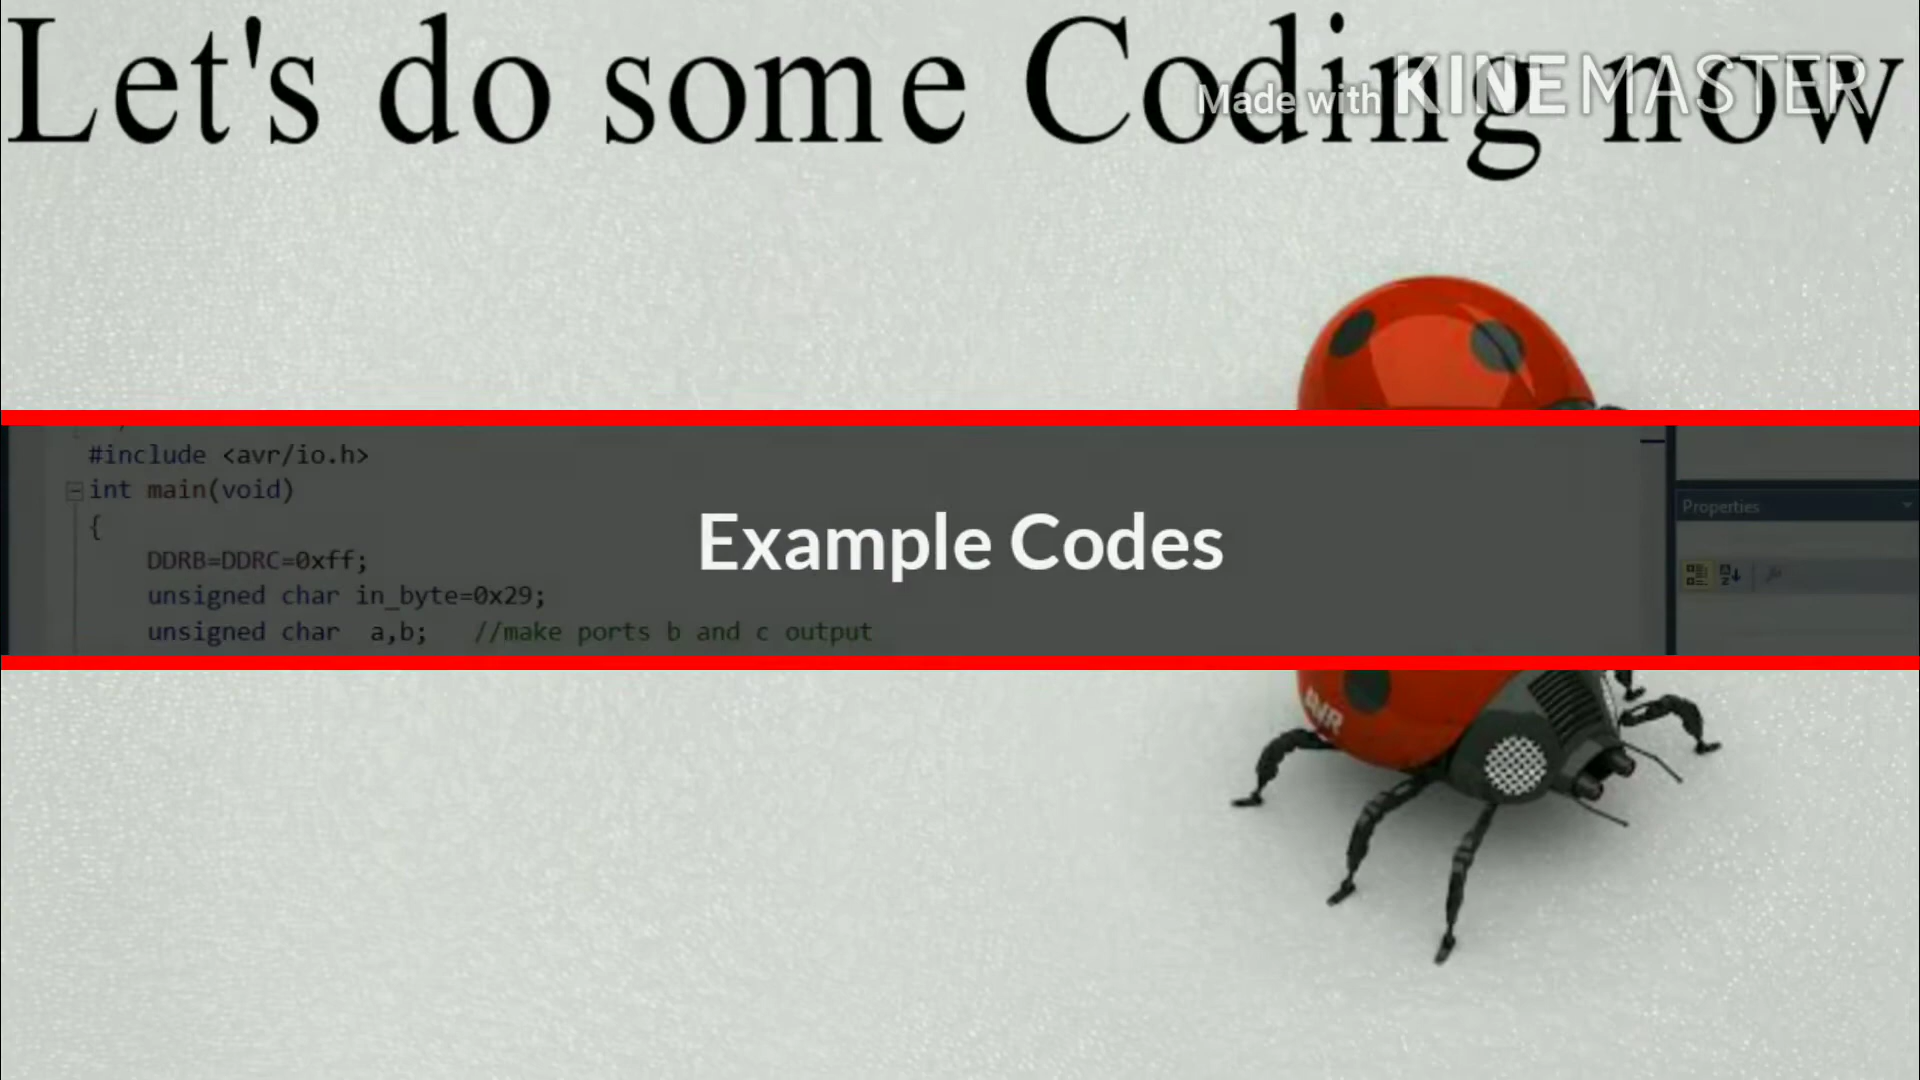 Let's do some Coding now
Made with KINEMASTER
#include <avr/io.h>
int main(void)
{
DDRB=DDRC=0xff;
unsigned char in_byte=0x29;
unsigned char a,b; //make ports b and c output
Example Codes
Properties
AVR